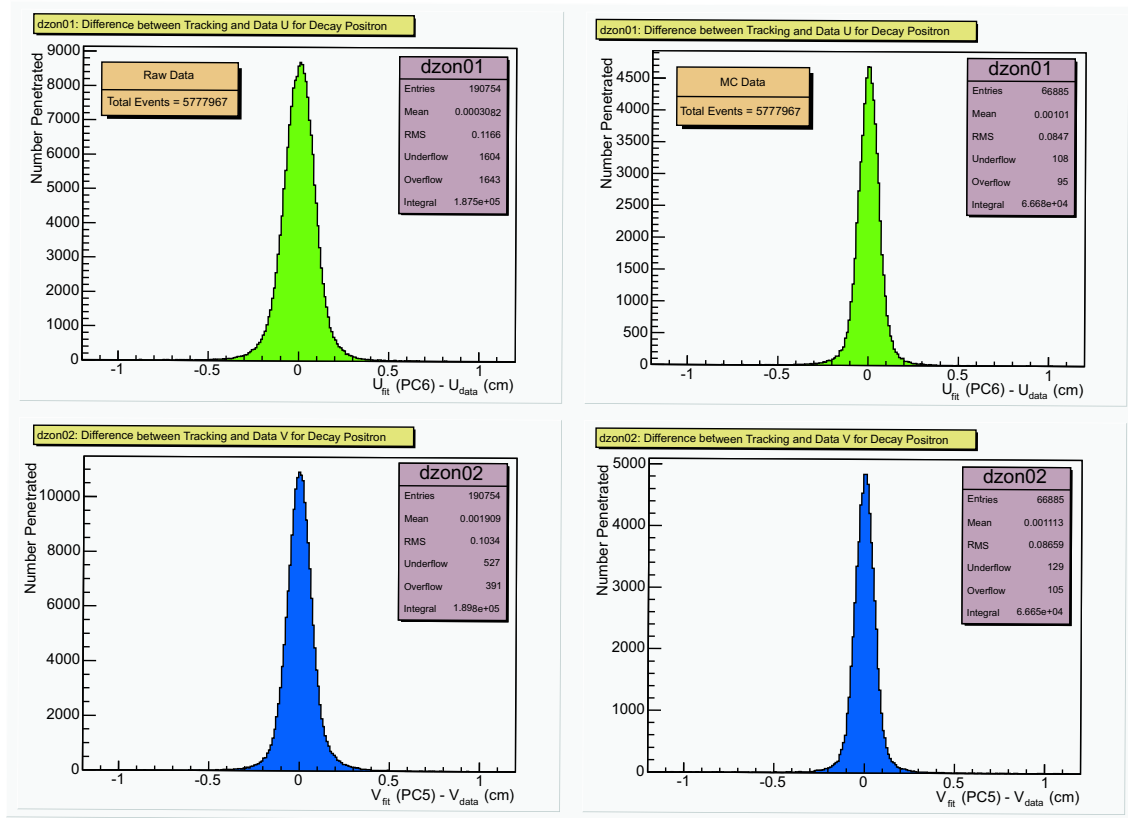 dzon01: Difference between Tracking and Data U for Decay Positron
Number Penetrated
9000
8000
7000
6000
5000
4000
3000
2000
1000
0
Raw Data
Total Events = 5777967
dzon01
Entries 190754
Mean 0.0003082
RMS 0.1166
Underflow 1604
Overflow 1643
Integral 1.875e+05
-1 -0.5 0 0.5 1
U_fit (PC6) - U_data (cm)
dzon01: Difference between Tracking and Data U for Decay Positron
Number Penetrated
4500
4000
3500
3000
2500
2000
1500
1000
500
0
MC Data
Total Events = 5777967
dzon01
Entries 66885
Mean 0.00101
RMS 0.0847
Underflow 108
Overflow 95
Integral 6.668e+04
-1 -0.5 0 0.5 1
U_fit (PC6) - U_data (cm)
dzon02: Difference between Tracking and Data V for Decay Positron
Number Penetrated
10000
8000
6000
4000
2000
0
dzon02
Entries 190754
Mean 0.001909
RMS 0.1034
Underflow 527
Overflow 391
Integral 1.898e+05
-1 -0.5 0 0.5 1
V_fit (PC5) - V_data (cm)
dzon02: Difference between Tracking and Data V for Decay Positron
Number Penetrated
5000
4000
3000
2000
1000
0
dzon02
Entries 66885
Mean 0.001113
RMS 0.08659
Underflow 129
Overflow 105
Integral 6.665e+04
-1 -0.5 0 0.5 1
V_fit (PC5) - V_data (cm)